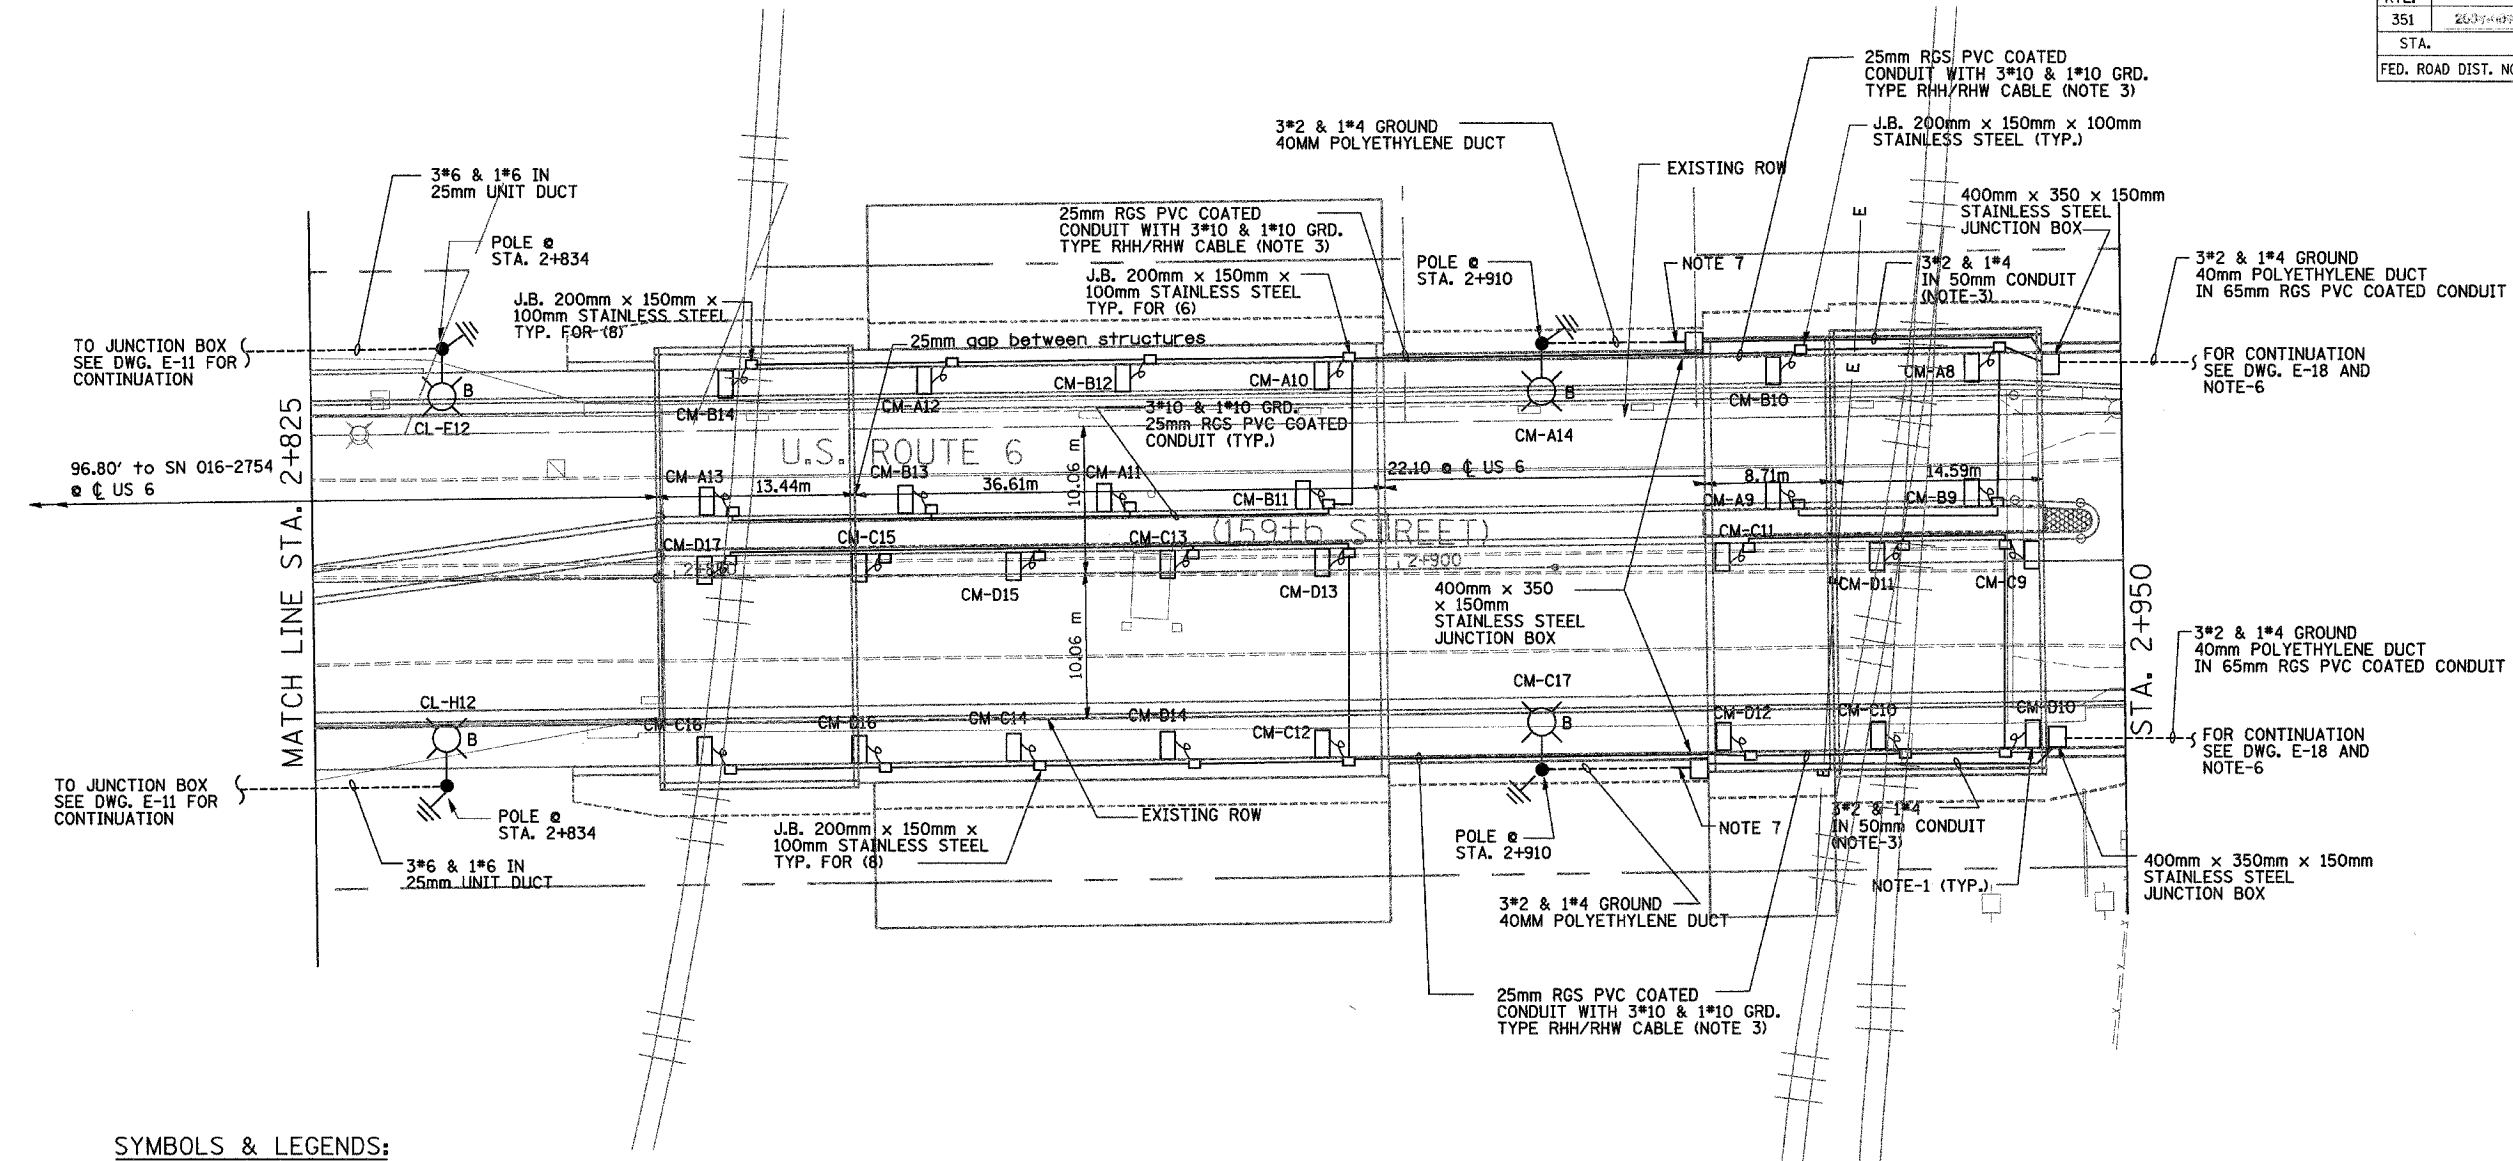 RTE.
351
STA.
FED. ROAD DIST. NO
25mm RGS PVC COATED
CONDUIT WITH 3#10 & 1#10 GRD.
TYPE RHH/RHW CABLE (NOTE 3)
3#2 & 1#4 GROUND
40MM POLYETHYLENE DUCT
J.B. 200mm x 150mm x 100mm
STAINLESS STEEL (TYP.)
EXISTING ROW
3#6 & 1#6 IN
25mm UNIT DUCT
400mm x 350 x 150mm
STAINLESS STEEL
JUNCTION BOX
25mm RGS PVC COATED
CONDUIT WITH 3#10 & 1#10 GRD.
TYPE RHH/RHW CABLE (NOTE 3)
POLE @
STA. 2+834
POLE @
STA. 2+910
NOTE 7
3#2 & 1#4
IN 50mm CONDUIT
(NOTE-3)
3#2 & 1#4 GROUND
40mm POLYETHYLENE DUCT
IN 65mm RGS PVC COATED CONDUIT
J.B. 200mm x 150mm x
100mm STAINLESS STEEL
TYP. FOR (6)
J.B. 200mm x 150mm x
100mm STAINLESS STEEL
TYP. FOR (8)
25mm gap between structures
TO JUNCTION BOX
SEE DWG. E-11 FOR
CONTINUATION
FOR CONTINUATION
SEE DWG. E-18 AND
NOTE-6
E
E
B
CL-E12
CM-B14
CM-A12
CM-B12
CM-A10
B
CM-A14
CM-B10
CM-A8
3#10 & 1#10 GRD.
25mm RGS PVC COATED
CONDUIT (TYP.)
MATCH LINE STA. 2+825
U.S. ROUTE 6
96.80' to SN 016-2754
@ ℄ US 6
CM-A13
13.44m
CM-B13
36.61m
CM-A11
10.06 m
CM-B11
22.10 @ ℄ US 6
8.71m
14.59m
CM-A9
CM-B9
(159th STREET)
CM-D17
CM-C15
CM-C13
CM-C11
2+900
CM-D15
CM-D13
CM-D11
CM-C9
400mm x 350
x 150mm
STAINLESS STEEL
JUNCTION BOX
10.06 m
STA. 2+950
3#2 & 1#4 GROUND
40mm POLYETHYLENE DUCT
IN 65mm RGS PVC COATED CONDUIT
CL-H12
B
CM-C16
CM-D16
CM-C14
CM-D14
CM-C12
CM-C17
B
CM-D12
CM-C10
CM-D10
FOR CONTINUATION
SEE DWG. E-18 AND
NOTE-6
E
TO JUNCTION BOX
SEE DWG. E-11 FOR
CONTINUATION
POLE @
STA. 2+834
EXISTING ROW
J.B. 200mm x 150mm x
100mm STAINLESS STEEL
TYP. FOR (8)
POLE @
STA. 2+910
NOTE 7
3#2 & 1#4
IN 50mm CONDUIT
(NOTE-3)
3#6 & 1#6 IN
25mm UNIT DUCT
NOTE-1 (TYP.)
400mm x 350mm x 150mm
STAINLESS STEEL
JUNCTION BOX
3#2 & 1#4 GROUND
40MM POLYETHYLENE DUCT
25mm RGS PVC COATED
CONDUIT WITH 3#10 & 1#10 GRD.
TYPE RHH/RHW CABLE (NOTE 3)
SYMBOLS & LEGENDS: